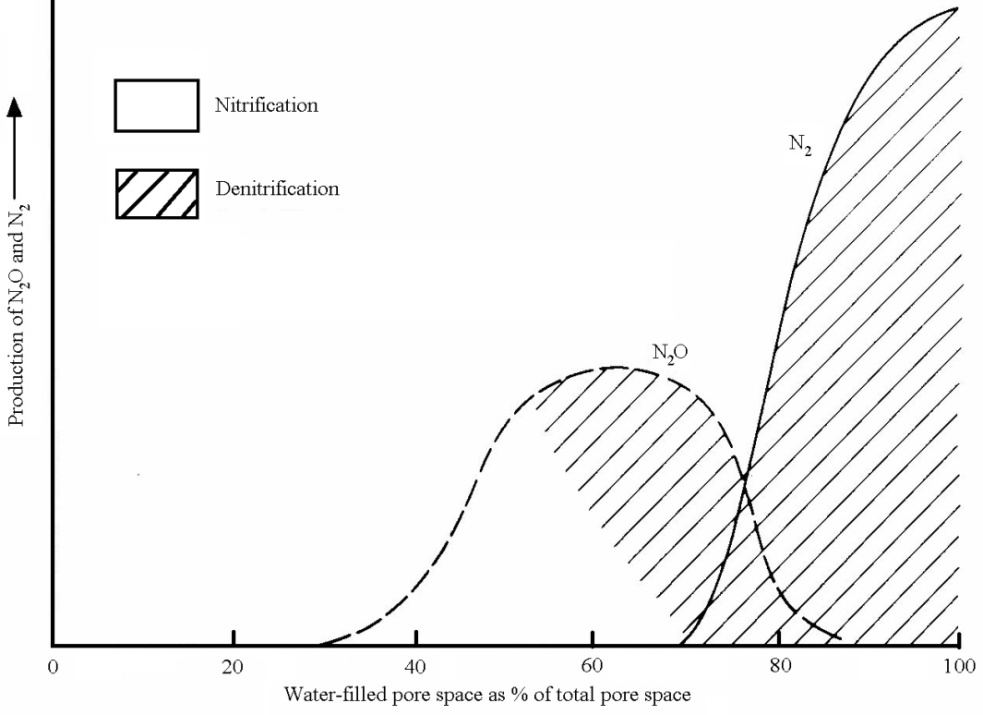 Nitrification
Denitrification
N₂
N₂O
Production of N₂O and N₂
0 20 40 60 80 100
Water-filled pore space as % of total pore space